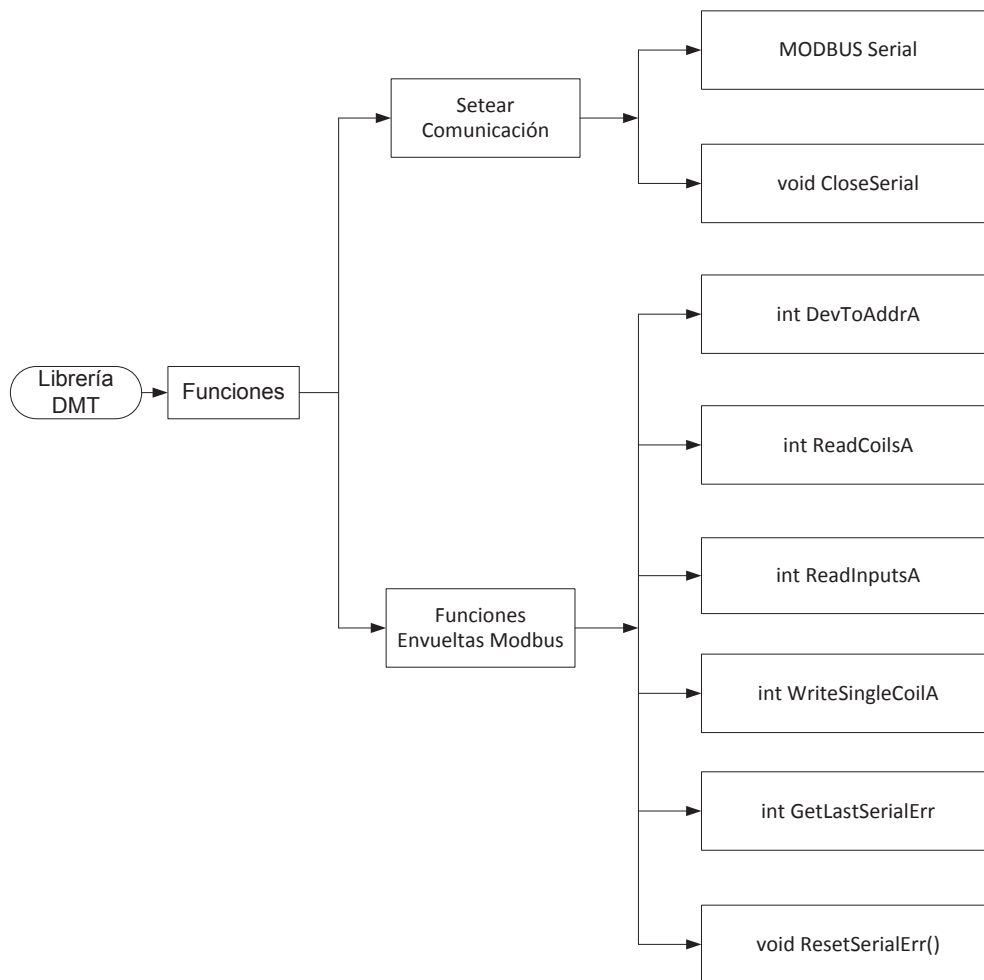 MODBUS Serial
Setear
Comunicación
void CloseSerial
int DevToAddrA
Librería
DMT
Funciones
int ReadCoilsA
int ReadInputsA
Funciones
Envueltas Modbus
int WriteSingleCoilA
int GetLastSerialErr
void ResetSerialErr()